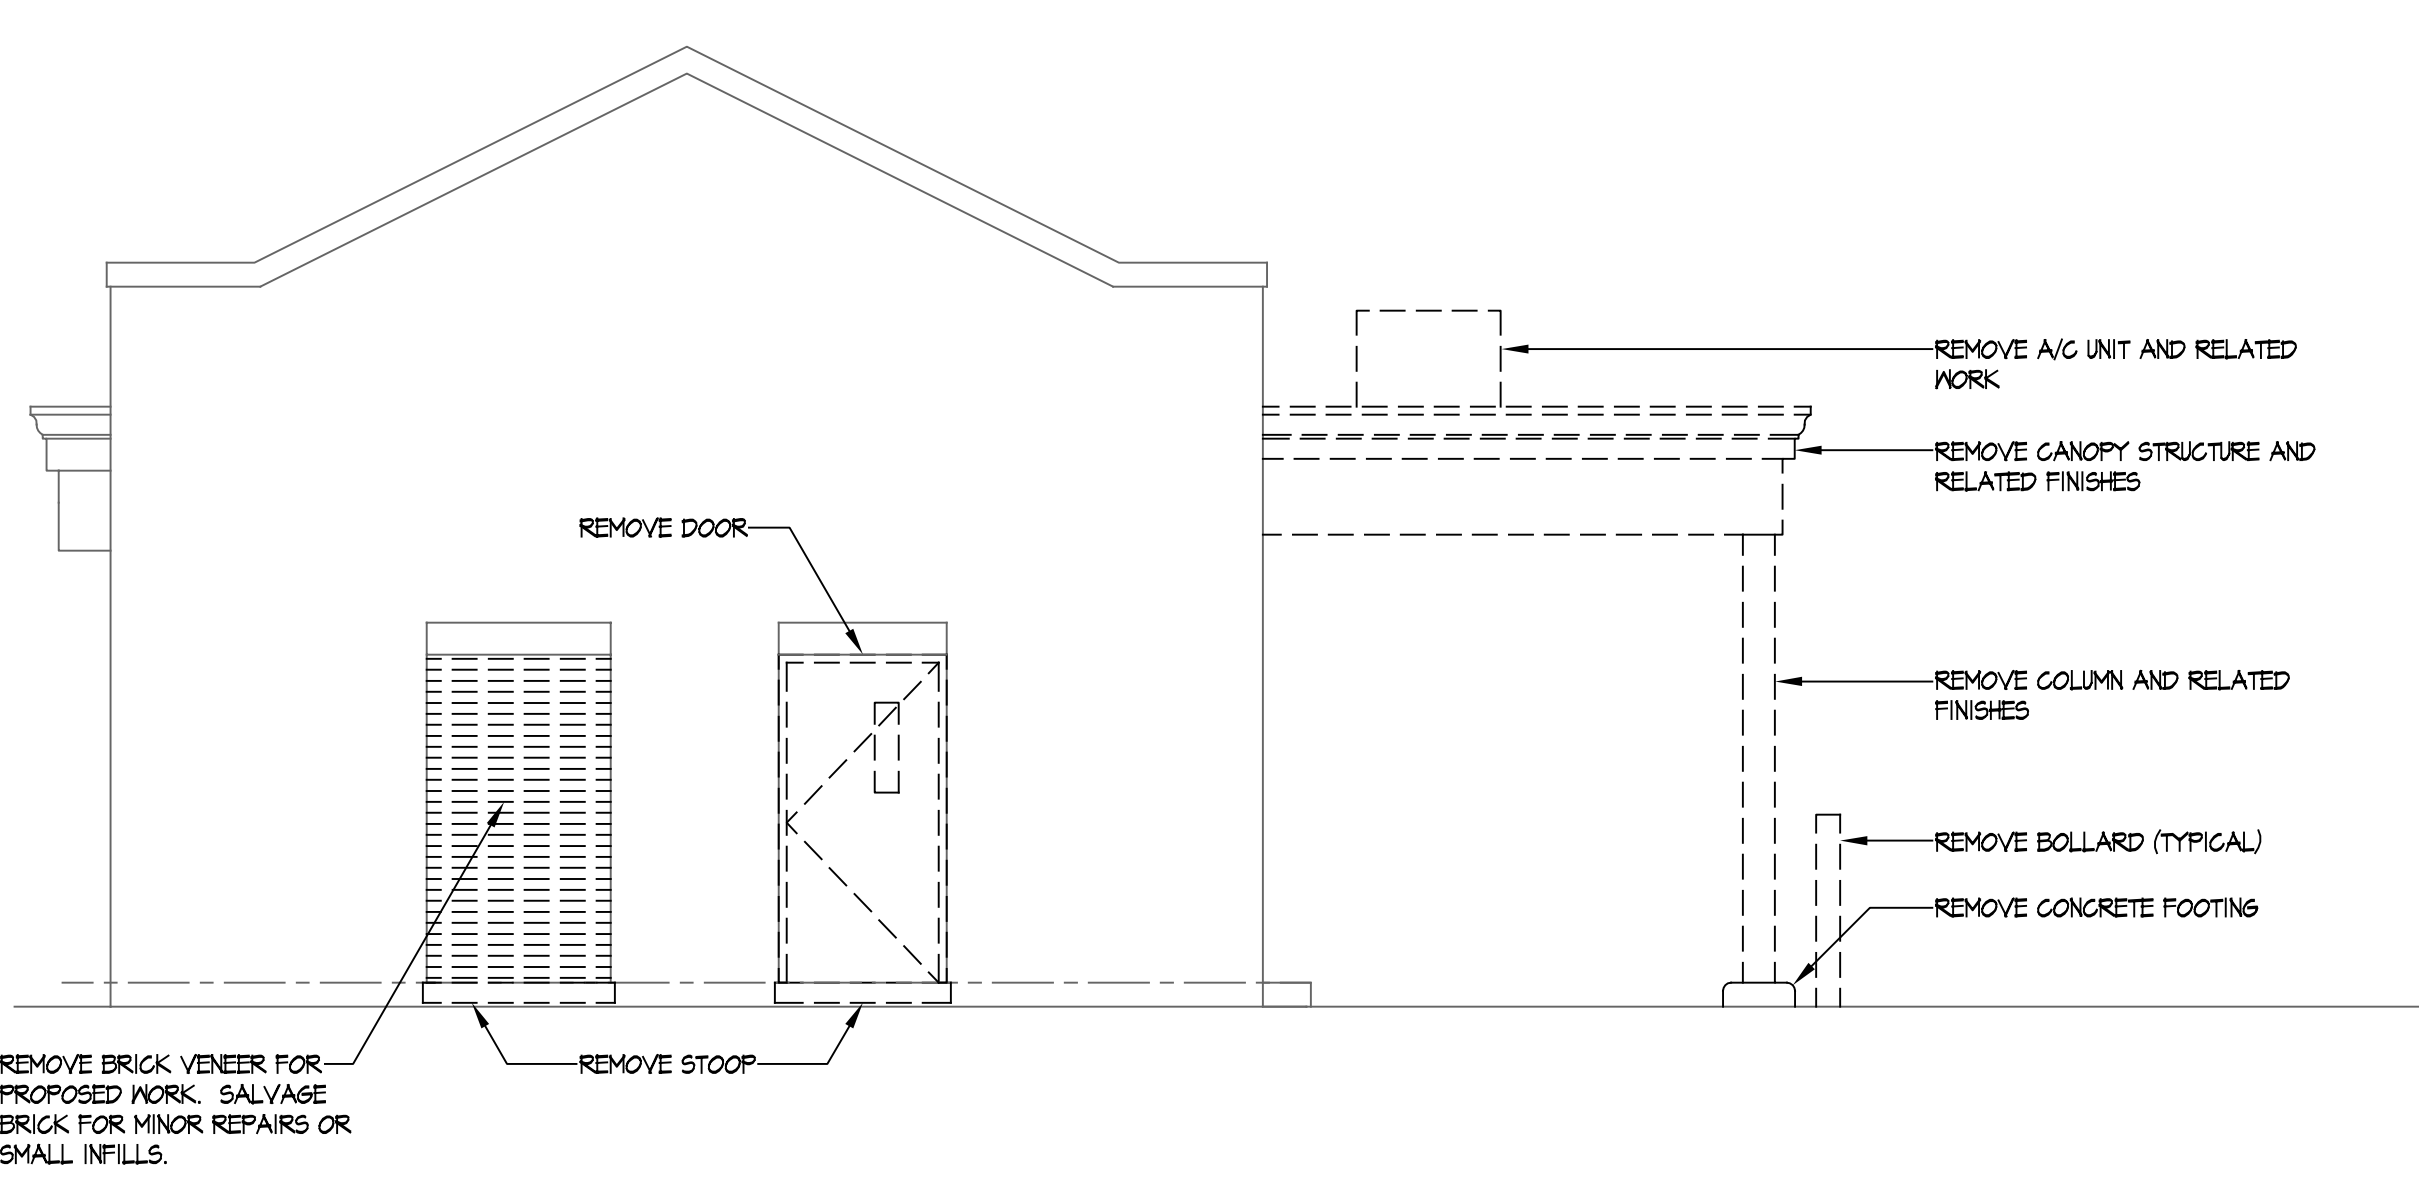 REMOVE A/C UNIT AND RELATED
WORK
REMOVE CANOPY STRUCTURE AND
RELATED FINISHES
REMOVE DOOR
REMOVE COLUMN AND RELATED
FINISHES
REMOVE BOLLARD (TYPICAL)
REMOVE CONCRETE FOOTING
REMOVE BRICK VENEER FOR
PROPOSED WORK. SALVAGE
BRICK FOR MINOR REPAIRS OR
SMALL INFILLS.
REMOVE STOOP